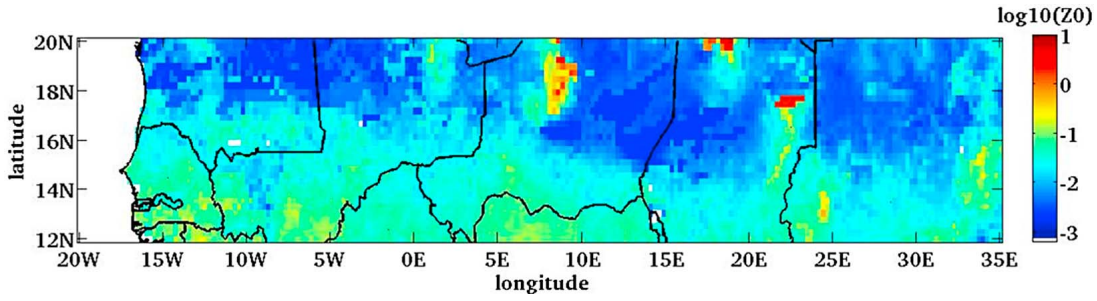 log10(Z0)
20N
18N
16N
14N
12N
latitude
20W 15W 10W 5W 0E 5E 10E 15E 20E 25E 30E 35E
longitude
1
0
-1
-2
-3